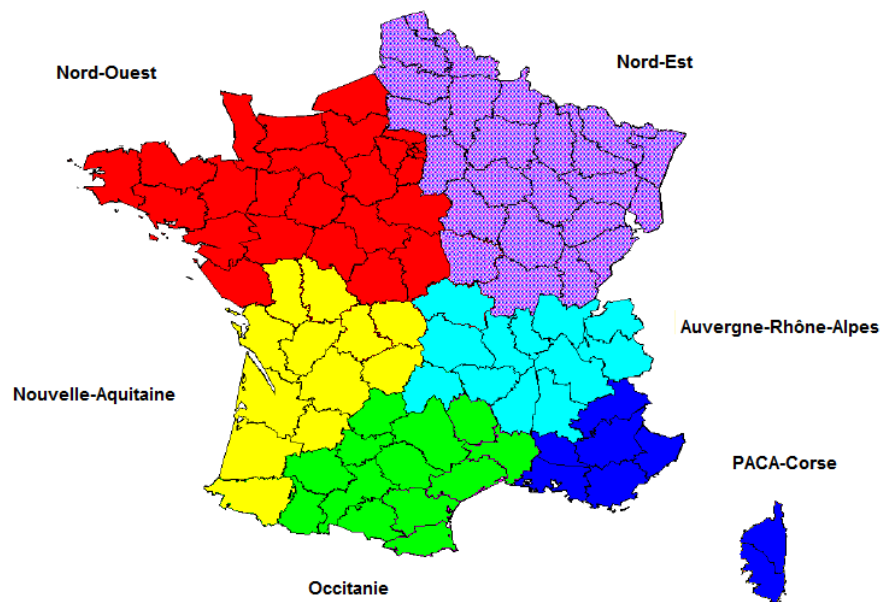 Nord-Ouest
Nord-Est
Auvergne-Rhône-Alpes
Nouvelle-Aquitaine
PACA-Corse
Occitanie